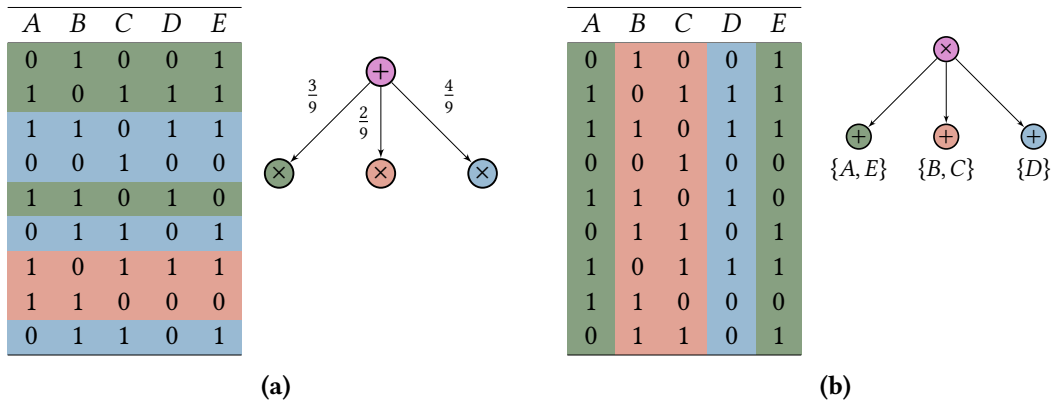 A B C D E
0 1 0 0 1
1 0 1 1 1
1 1 0 1 1
0 0 1 0 0
1 1 0 1 0
0 1 1 0 1
1 0 1 1 1
1 1 0 0 0
0 1 1 0 1
+
3/9 2/9 4/9
× × ×
(a)
A B C D E
0 1 0 0 1
1 0 1 1 1
1 1 0 1 1
0 0 1 0 0
1 1 0 1 0
0 1 1 0 1
1 0 1 1 1
1 1 0 0 0
0 1 1 0 1
×
+ + +
{A, E} {B, C} {D}
(b)